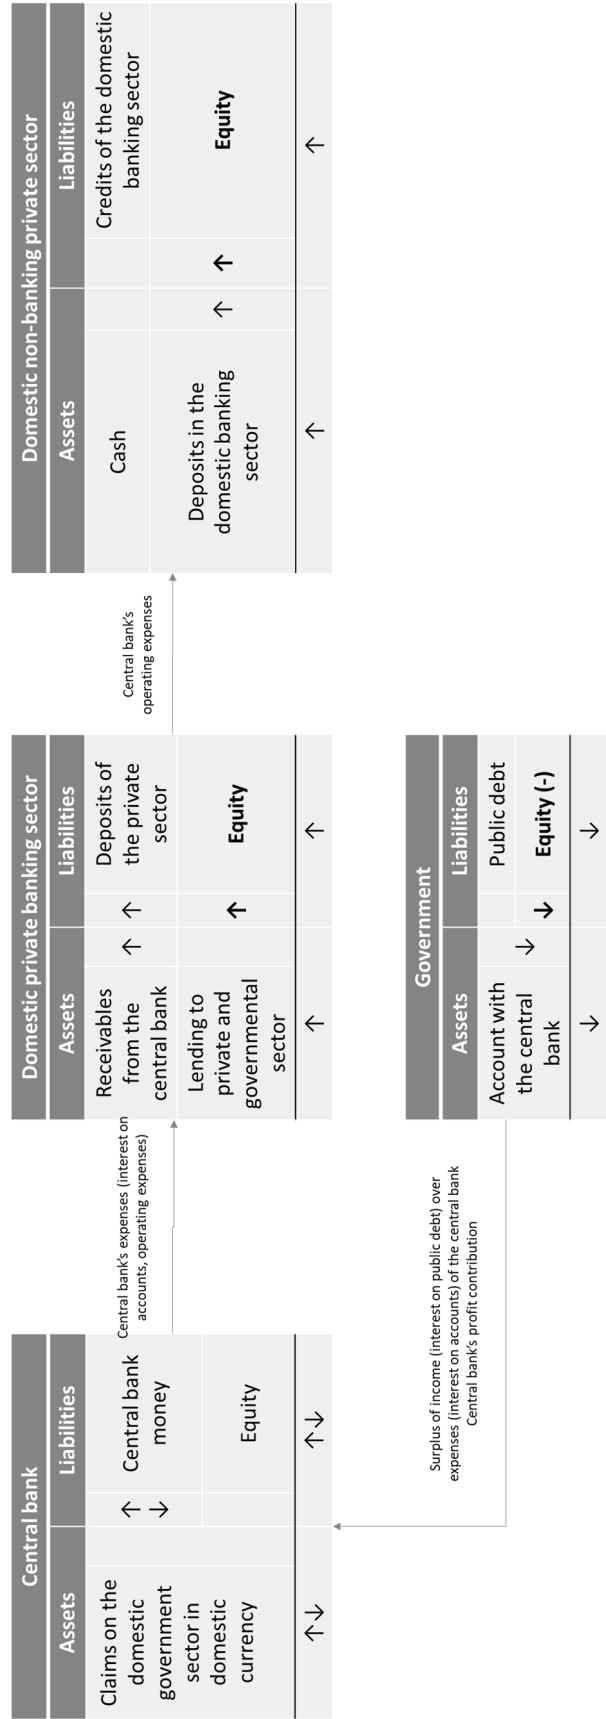 Central bank
Assets
Liabilities
Claims on the
domestic
government
sector in
domestic
currency
Central bank
money
Equity
Central bank's expenses (interest on
accounts, operating expenses)
Domestic private banking sector
Assets
Liabilities
Receivables
from the
central bank
Deposits of
the private
sector
Lending to
private and
governmental
sector
Equity
Central bank's
operating expenses
Domestic non-banking private sector
Assets
Liabilities
Cash
Credits of the domestic
banking sector
Deposits in the
domestic banking
sector
Equity
Surplus of income (interest on public debt) over
expenses (interest on accounts) of the central bank
Central bank's profit contribution
Government
Assets
Liabilities
Account with
the central
bank
Public debt
Equity (-)